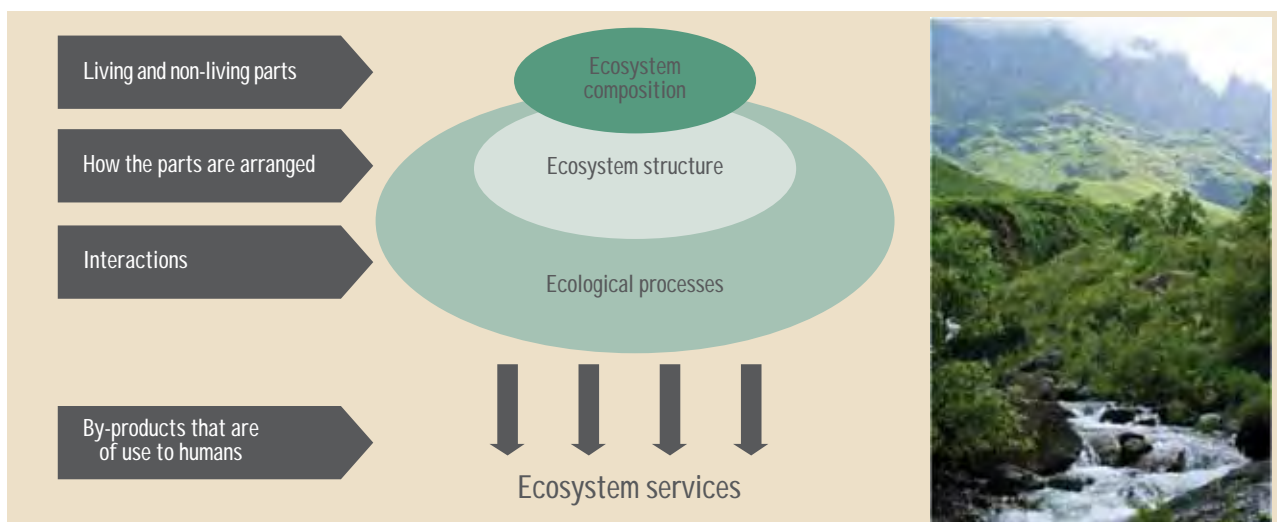 Living and non-living parts
Ecosystem
composition
How the parts are arranged
Ecosystem structure
Interactions
Ecological processes
By-products that are
of use to humans
Ecosystem services